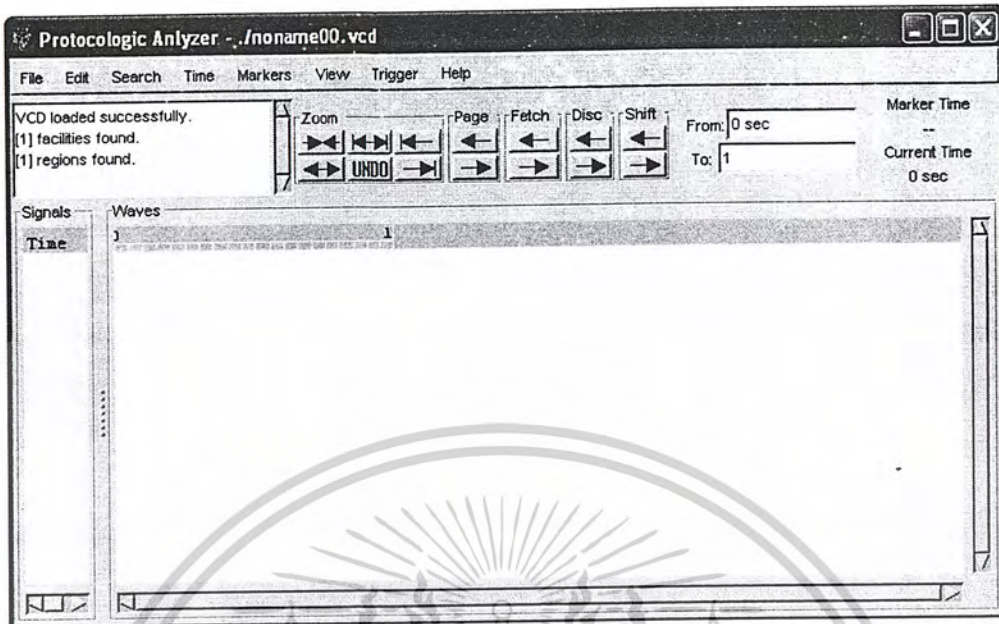 Protocologic Anlyzer - ./noname00.vcd
File Edit Search Time Markers View Trigger Help
VCD loaded successfully.
[1] facilities found.
[1] regions found.
Zoom
UNDO
Page
Fetch
Disc
Shift
From: 0 sec
To: 1
Marker Time
--
Current Time
0 sec
Signals
Time
Waves
1